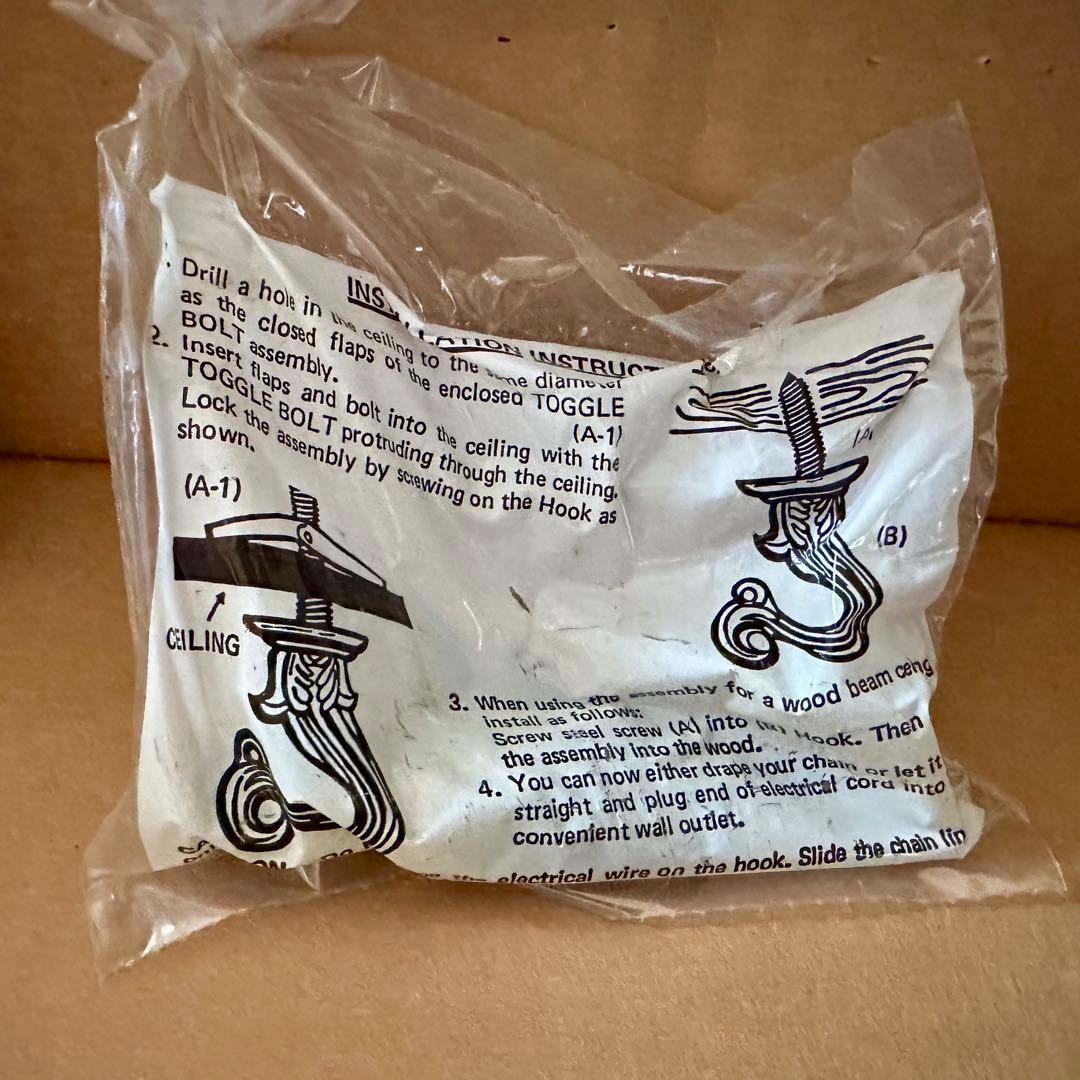 INSTRUCT
Drill a hole in the ceiling to the same diameter
as the closed flaps of the enclosed TOGGLE
BOLT assembly. (A-1)
2. Insert flaps and bolt into the ceiling with the
TOGGLE BOLT protruding through the ceiling.
Lock the assembly by screwing on the Hook as
shown.
(A-1)
CEILING
(A)
(B)
3. When using the assembly for a wood beam
install as follows:
Screw steel screw (A) into (B) Hook. Then
the assembly into the wood.
4. You can now either drape your chain or let it
straight and plug end of electrical cord into
convenient wall outlet.
electrical wire on the hook. Slide the chain lin